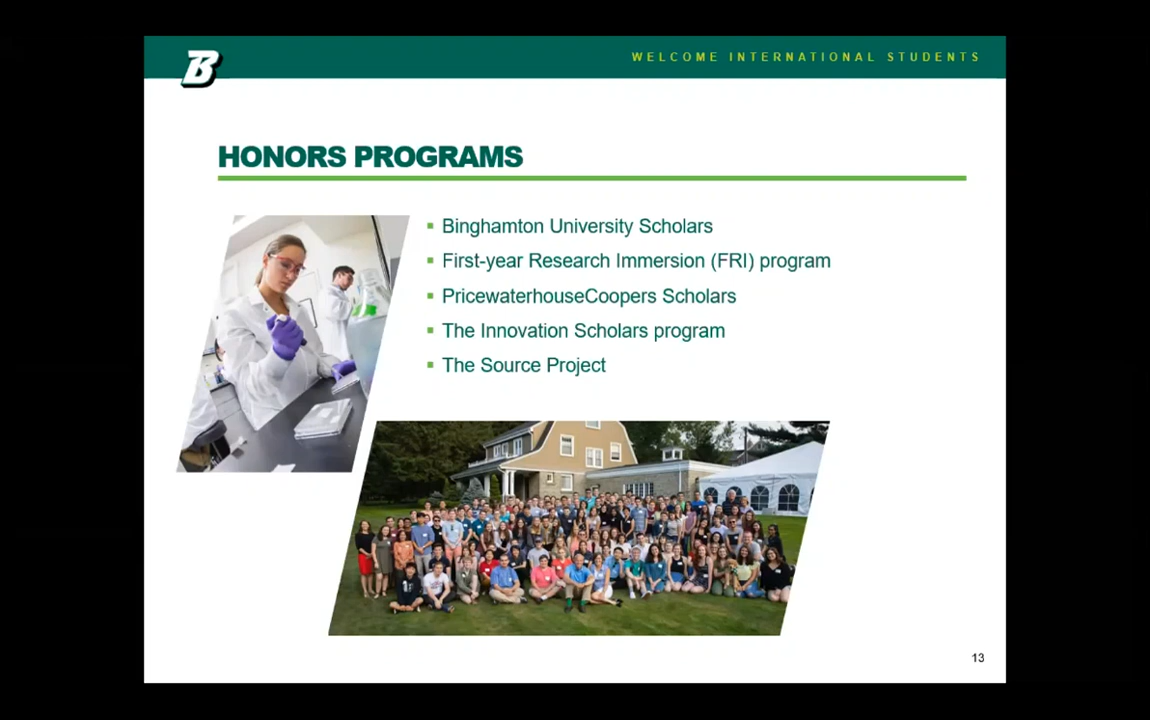 B
WELCOME INTERNATIONAL STUDENTS
HONORS PROGRAMS
Binghamton University Scholars
First-year Research Immersion (FRI) program
PricewaterhouseCoopers Scholars
The Innovation Scholars program
The Source Project
13